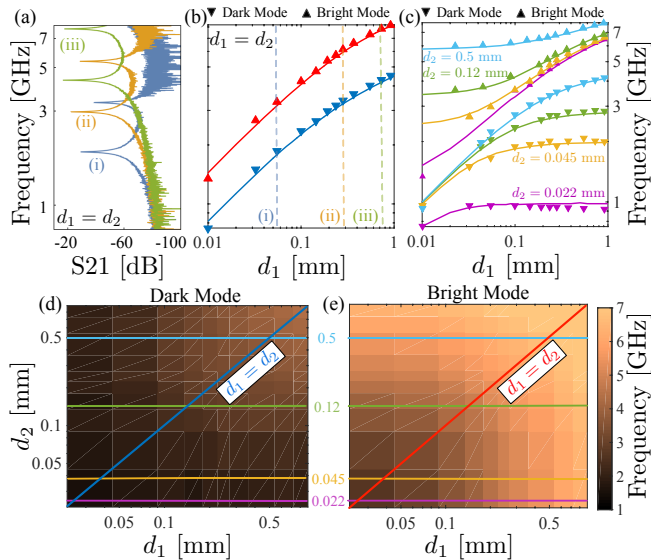 (a)
(b) ▼ Dark Mode ▲ Bright Mode
(c) ▼ Dark Mode ▲ Bright Mode
Frequency [GHz]
7
5
3
1
(iii)
(ii)
(i)
d₁ = d₂
-20 -60 -100
S21 [dB]
d₁ = d₂
7
5
3
1
(i) (ii) (iii)
0.01 0.10 1
d₁ [mm]
d₂ = 0.5 mm
d₂ = 0.12 mm
d₂ = 0.045 mm
d₂ = 0.022 mm
7
5
3
1
Frequency [GHz]
0.01 0.1 1
d₁ [mm]
(d) Dark Mode
d₂ [mm]
0.5
0.1
0.05
d₁ = d₂
0.05 0.1 0.5
d₁ [mm]
0.5
0.12
0.045
0.022
(e) Bright Mode
d₁ = d₂
0.05 0.1 0.5
d₁ [mm]
7
6
5
4
3
2
1
Frequency [GHz]